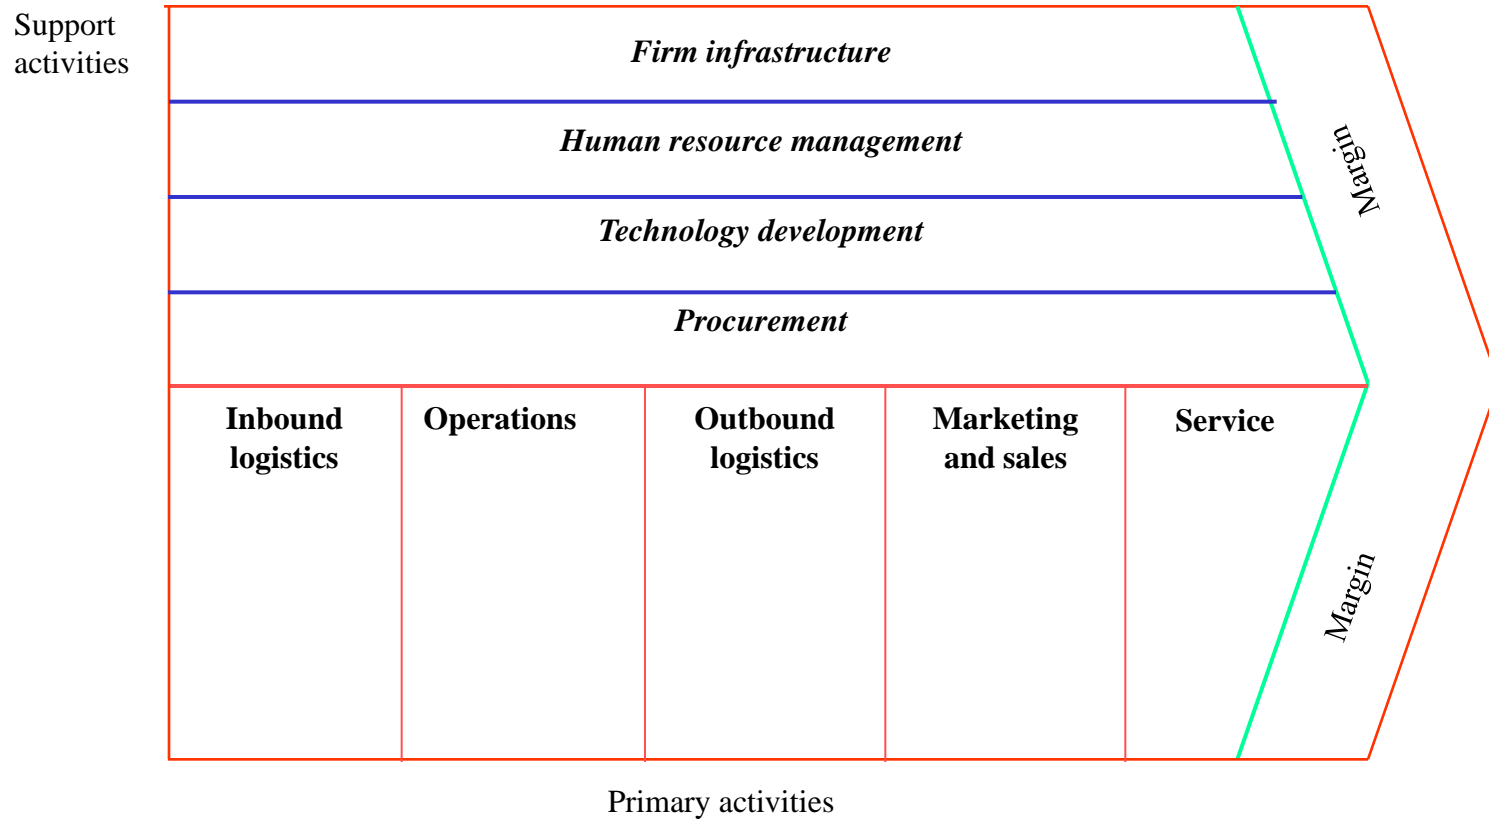 Support
activities
Firm infrastructure
Human resource management
Technology development
Procurement
Margin
Inbound
logistics
Operations
Outbound
logistics
Marketing
and sales
Service
Margin
Primary activities